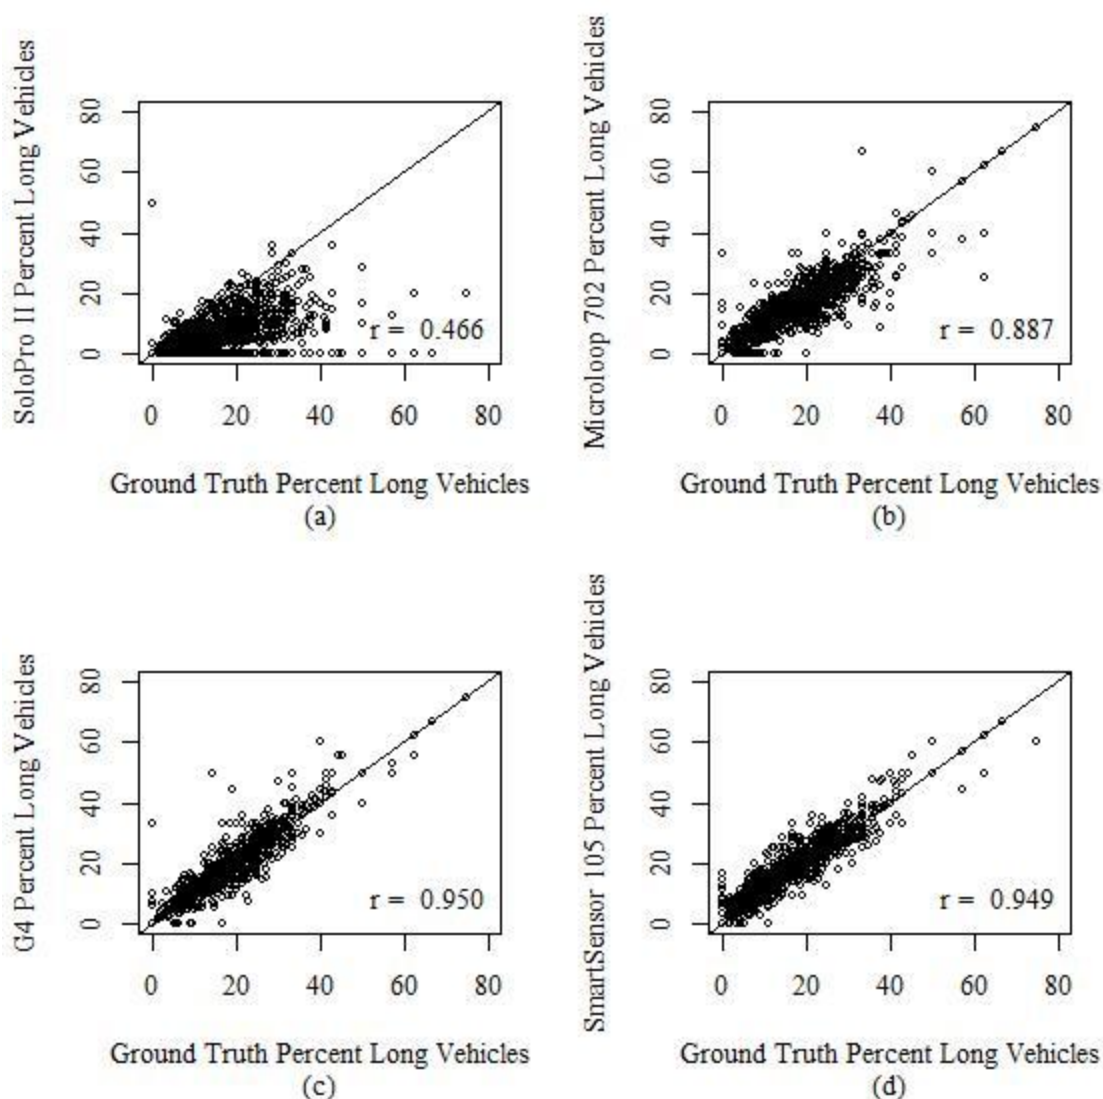 SoloPro II Percent Long Vehicles
80
60
40
20
0
r = 0.466
0 20 40 60 80
Ground Truth Percent Long Vehicles
(a)
Microloop 702 Percent Long Vehicles
80
60
40
20
0
r = 0.887
0 20 40 60 80
Ground Truth Percent Long Vehicles
(b)
G4 Percent Long Vehicles
80
60
40
20
0
r = 0.950
0 20 40 60 80
Ground Truth Percent Long Vehicles
(c)
SmartSensor 105 Percent Long Vehicles
80
60
40
20
0
r = 0.949
0 20 40 60 80
Ground Truth Percent Long Vehicles
(d)